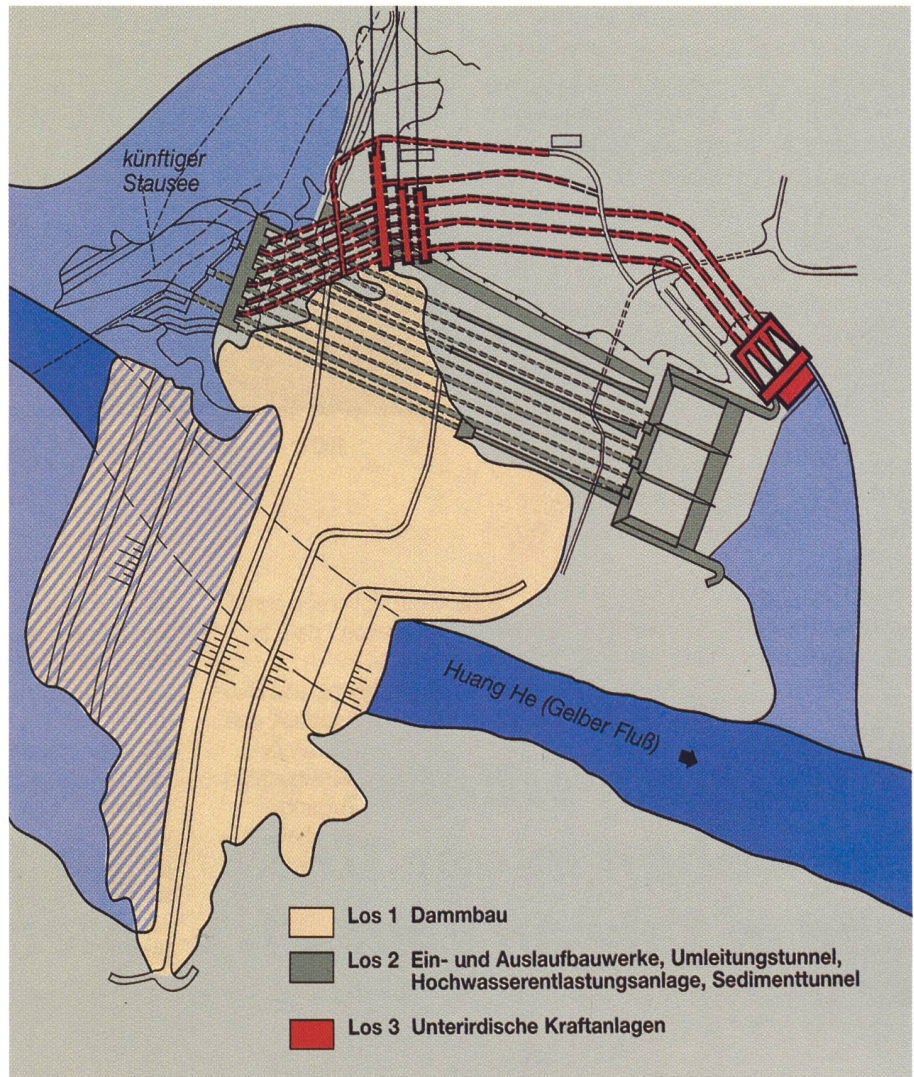 künftiger
Stausee
Huang He (Gelber Fluß)
Los 1 Dammbau
Los 2 Ein- und Auslaufbauwerke, Umleitungstunnel,
Hochwasserentlastungsanlage, Sedimenttunnel
Los 3 Unterirdische Kraftanlagen